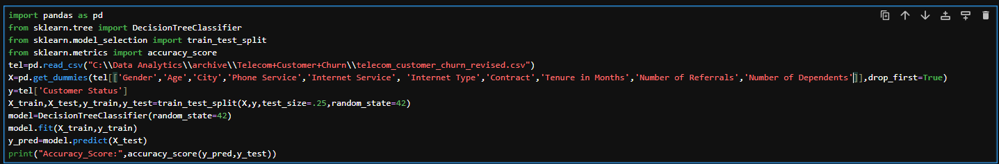 import pandas as pd
from sklearn.tree import DecisionTreeClassifier
from sklearn.model_selection import train_test_split
from sklearn.metrics import accuracy_score
tel=pd.read_csv("C:\\Data Analytics\\archive\\Telecom+Customer+Churn\\telecom_customer_churn_revised.csv")
X=pd.get_dummies(tel[['Gender','Age','City','Phone Service','Internet Service', 'Internet Type','Contract','Tenure in Months','Number of Referrals','Number of Dependents']],drop_first=True)
y=tel['Customer Status']
X_train,X_test,y_train,y_test=train_test_split(X,y,test_size=.25,random_state=42)
model=DecisionTreeClassifier(random_state=42)
model.fit(X_train,y_train)
y_pred=model.predict(X_test)
print("Accuracy_Score:",accuracy_score(y_pred,y_test))